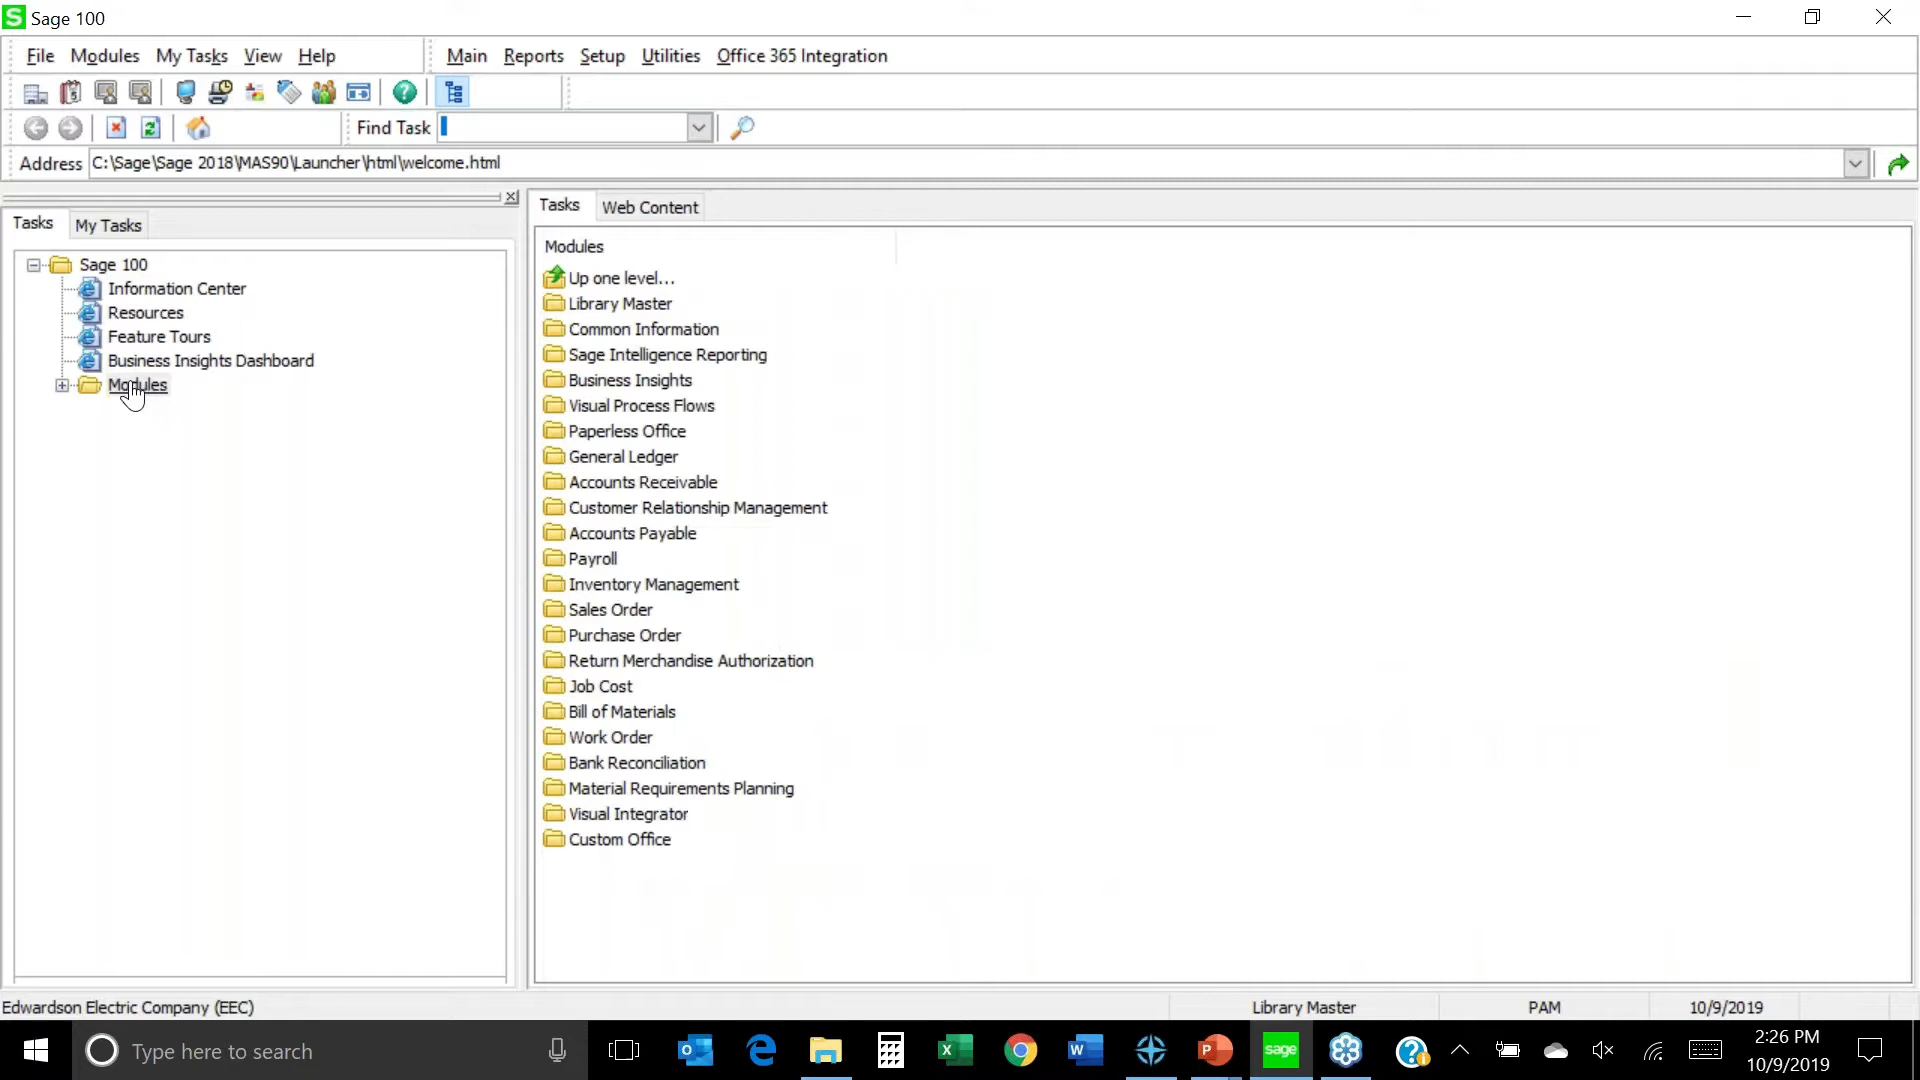 Sage 100
File Modules My Tasks View Help Main Reports Setup Utilities Office 365 Integration
Find Task
Address C:\Sage\Sage 2018\MAS90\Launcher\html\welcome.html
Tasks My Tasks
Sage 100
Information Center
Resources
Feature Tours
Business Insights Dashboard
Modules
Tasks Web Content
Modules
Up one level...
Library Master
Common Information
Sage Intelligence Reporting
Business Insights
Visual Process Flows
Paperless Office
General Ledger
Accounts Receivable
Customer Relationship Management
Accounts Payable
Payroll
Inventory Management
Sales Order
Purchase Order
Return Merchandise Authorization
Job Cost
Bill of Materials
Work Order
Bank Reconciliation
Material Requirements Planning
Visual Integrator
Custom Office
Edwardson Electric Company (EEC) Library Master PAM 10/9/2019
Type here to search
sage
2:26 PM
10/9/2019